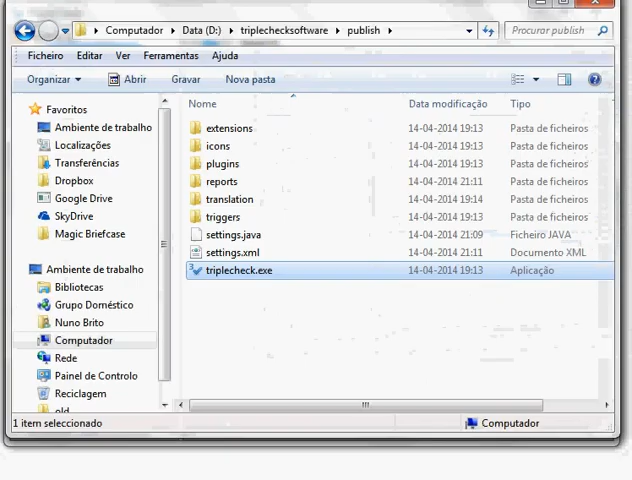 Computador ▸ Data (D:) ▸ triplechecksoftware ▸ publish ▸ Procurar publish
Ficheiro Editar Ver Ferramentas Ajuda
Organizar Abrir Gravar Nova pasta
Nome Data modificação Tipo
Favoritos
Ambiente de trabalho
Localizações
Transferências
Dropbox
Google Drive
SkyDrive
Magic Briefcase
Ambiente de trabalho
Bibliotecas
Grupo Doméstico
Nuno Brito
Computador
Rede
Painel de Controlo
Reciclagem
old
extensions 14-04-2014 19:13 Pasta de ficheiros
icons 14-04-2014 19:13 Pasta de ficheiros
plugins 14-04-2014 19:13 Pasta de ficheiros
reports 14-04-2014 21:11 Pasta de ficheiros
translation 14-04-2014 19:14 Pasta de ficheiros
triggers 14-04-2014 19:13 Pasta de ficheiros
settings.java 14-04-2014 21:09 Ficheiro JAVA
settings.xml 14-04-2014 21:11 Documento XML
triplecheck.exe 14-04-2014 19:13 Aplicação
1 item seleccionado Computador